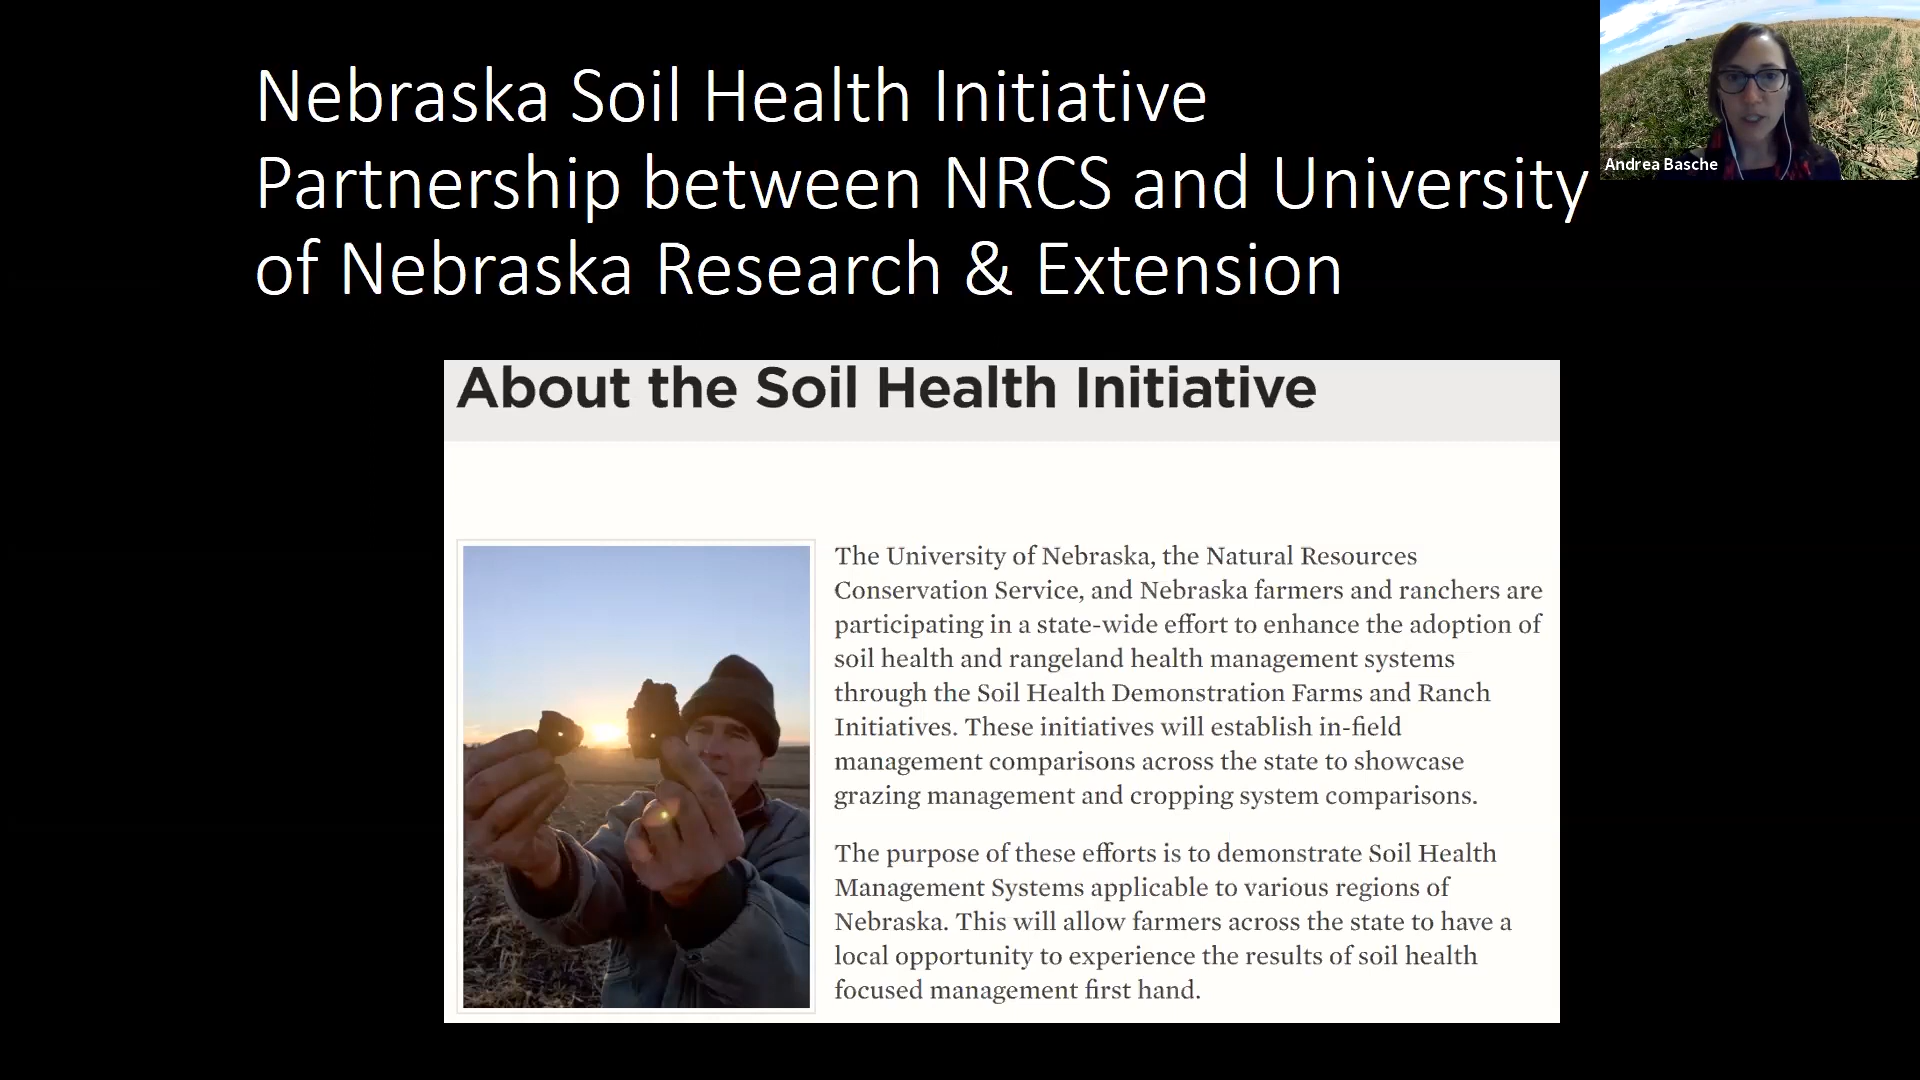 Nebraska Soil Health Initiative
Partnership between NRCS and University
of Nebraska Research & Extension
Andrea Basche
About the Soil Health Initiative
The University of Nebraska, the Natural Resources
Conservation Service, and Nebraska farmers and ranchers are
participating in a state-wide effort to enhance the adoption of
soil health and rangeland health management systems
through the Soil Health Demonstration Farms and Ranch
Initiatives. These initiatives will establish in-field
management comparisons across the state to showcase
grazing management and cropping system comparisons.
The purpose of these efforts is to demonstrate Soil Health
Management Systems applicable to various regions of
Nebraska. This will allow farmers across the state to have a
local opportunity to experience the results of soil health
focused management first hand.